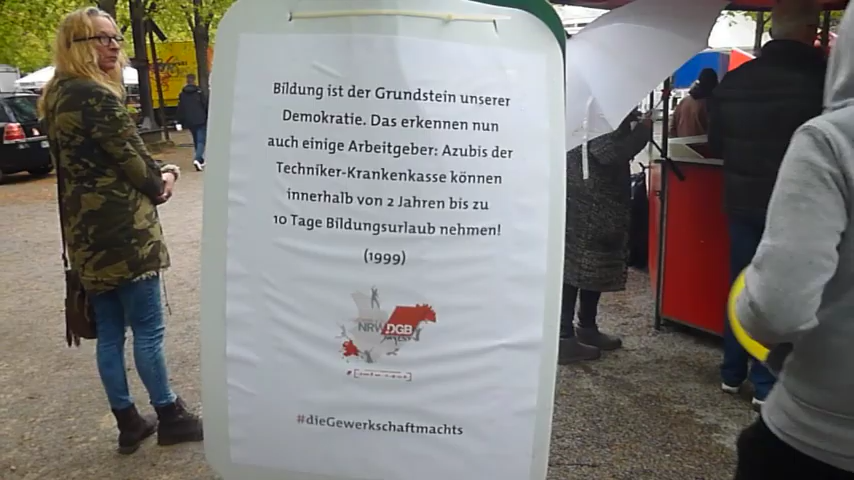 Bildung ist der Grundstein unserer
Demokratie. Das erkennen nun
auch einige Arbeitgeber: Azubis der
Techniker-Krankenkasse können
innerhalb von 2 Jahren bis zu
10 Tage Bildungsurlaub nehmen!
(1999)
NRW DGB
#dieGewerkschaftmachts